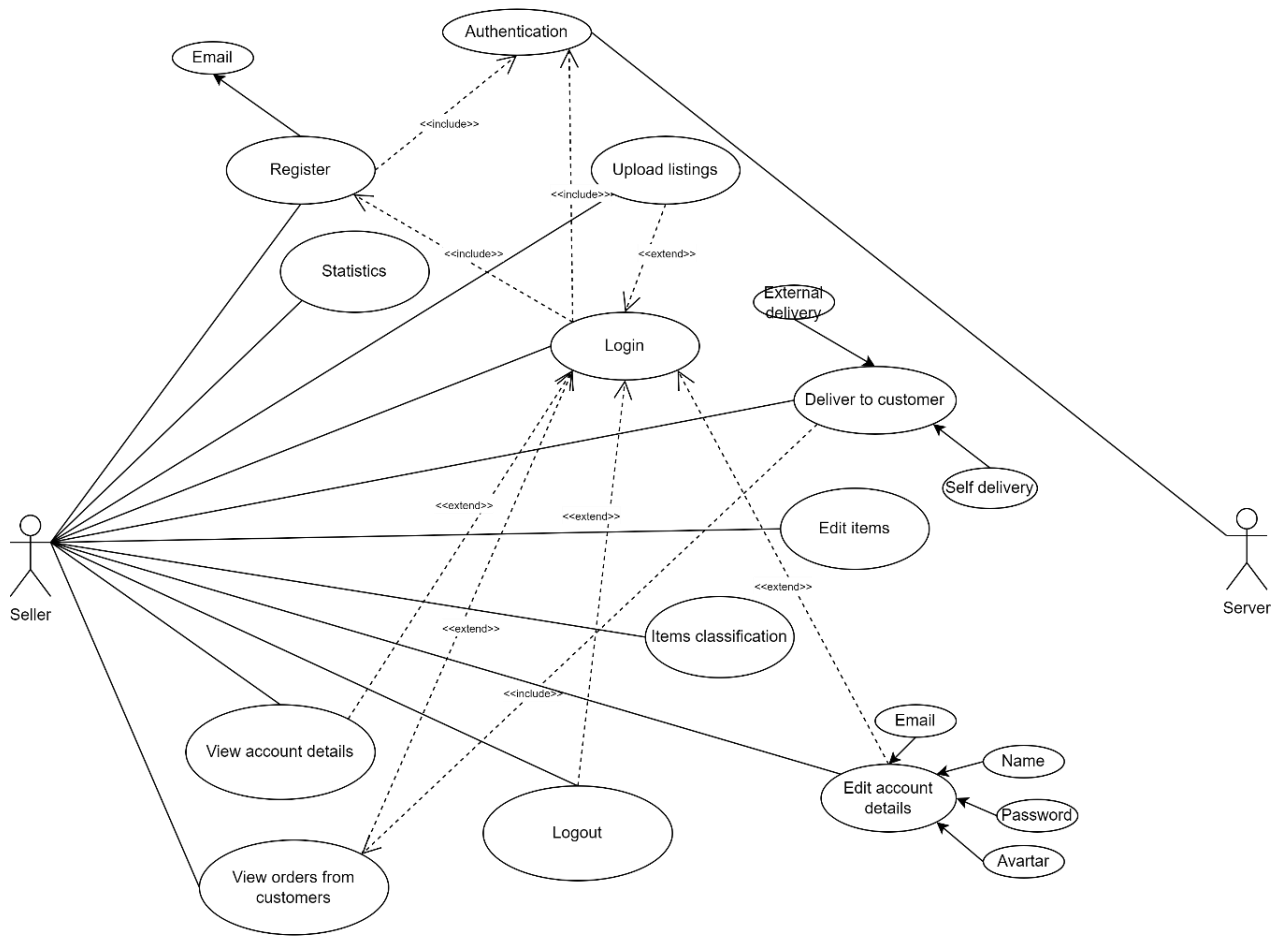 Authentication
Email
<<include>>
Register
Upload listings
<<include>>
<<include>>
<<extend>>
Statistics
External
delivery
Login
Deliver to customer
Self delivery
<<extend>>
<<extend>>
Edit items
<<extend>>
Seller
Server
<<extend>>
Items classification
<<include>>
Email
View account details
Name
Edit account
details
Password
Logout
Avartar
View orders from
customers